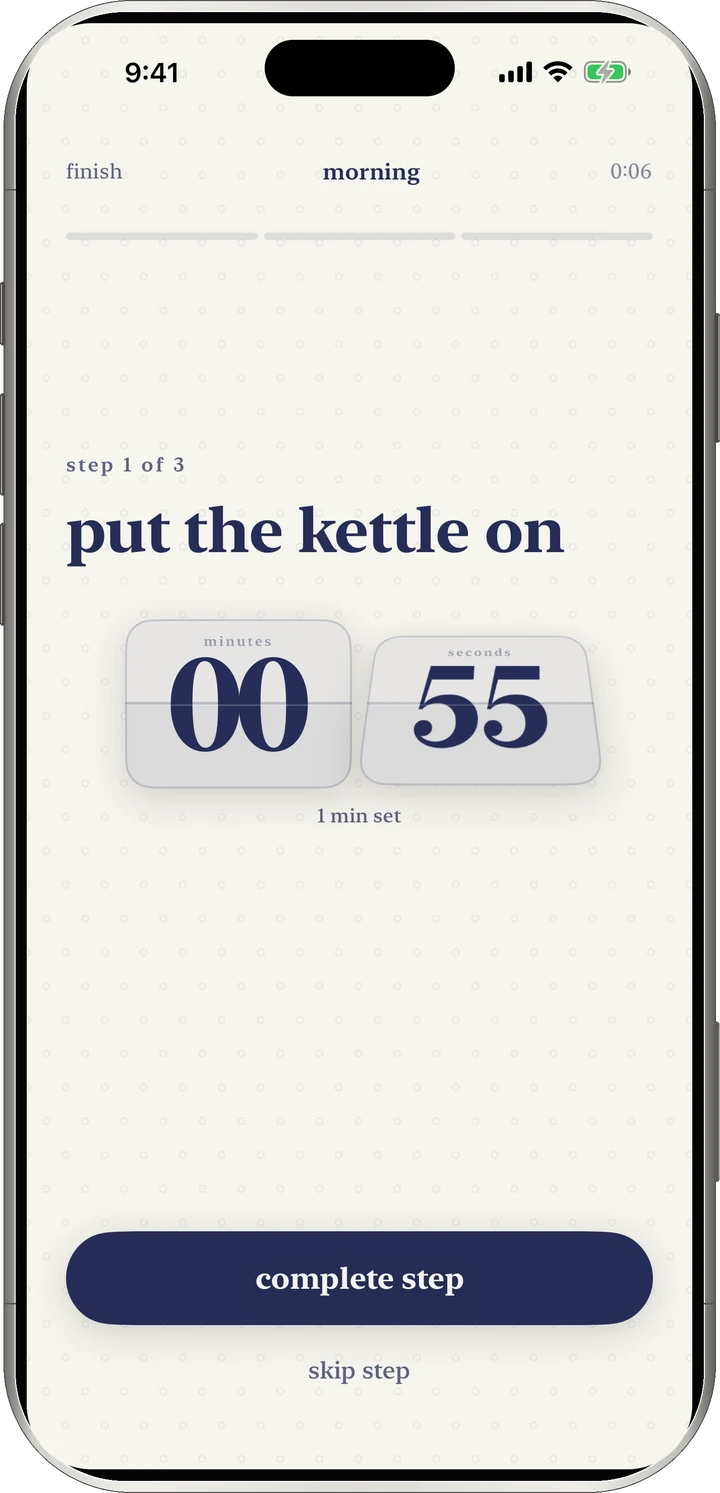 9:41
finish morning 0:06
step 1 of 3
put the kettle on
minutes seconds
00 55
1 min set
complete step
skip step